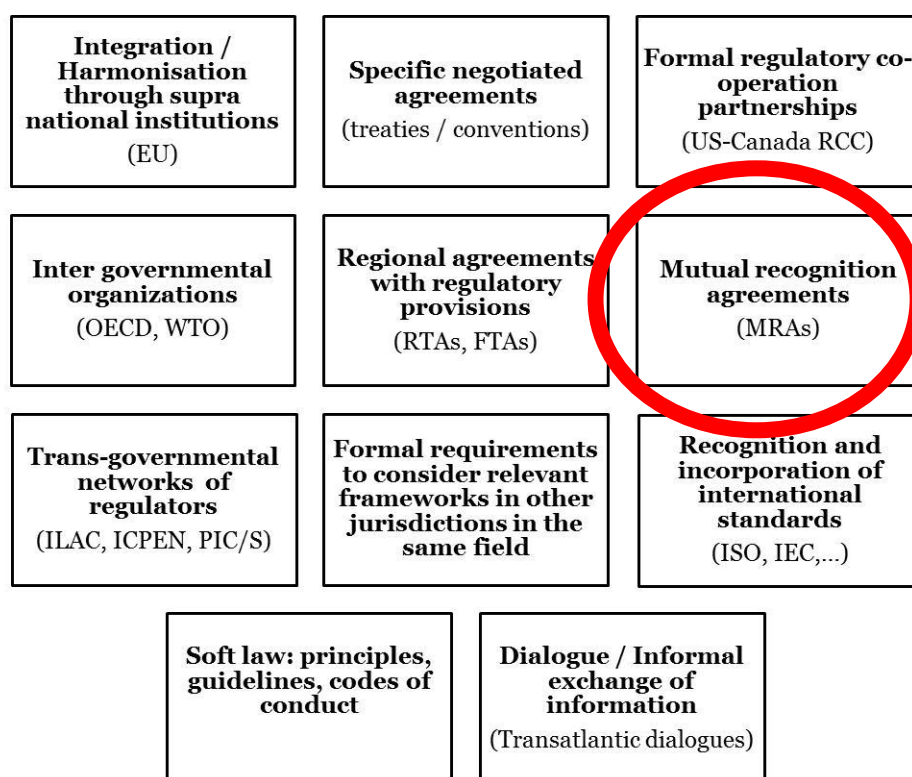 Integration /
Harmonisation
through supra
national institutions
(EU)
Specific negotiated
agreements
(treaties / conventions)
Formal regulatory co-
operation
partnerships
(US-Canada RCC)
Inter governmental
organizations
(OECD, WTO)
Regional agreements
with regulatory
provisions
(RTAs, FTAs)
Mutual recognition
agreements
(MRAs)
Trans-governmental
networks of
regulators
(ILAC, ICPEN, PIC/S)
Formal requirements
to consider relevant
frameworks in other
jurisdictions in the
same field
Recognition and
incorporation of
international
standards
(ISO, IEC,...)
Soft law: principles,
guidelines, codes of
conduct
Dialogue / Informal
exchange of
information
(Transatlantic dialogues)